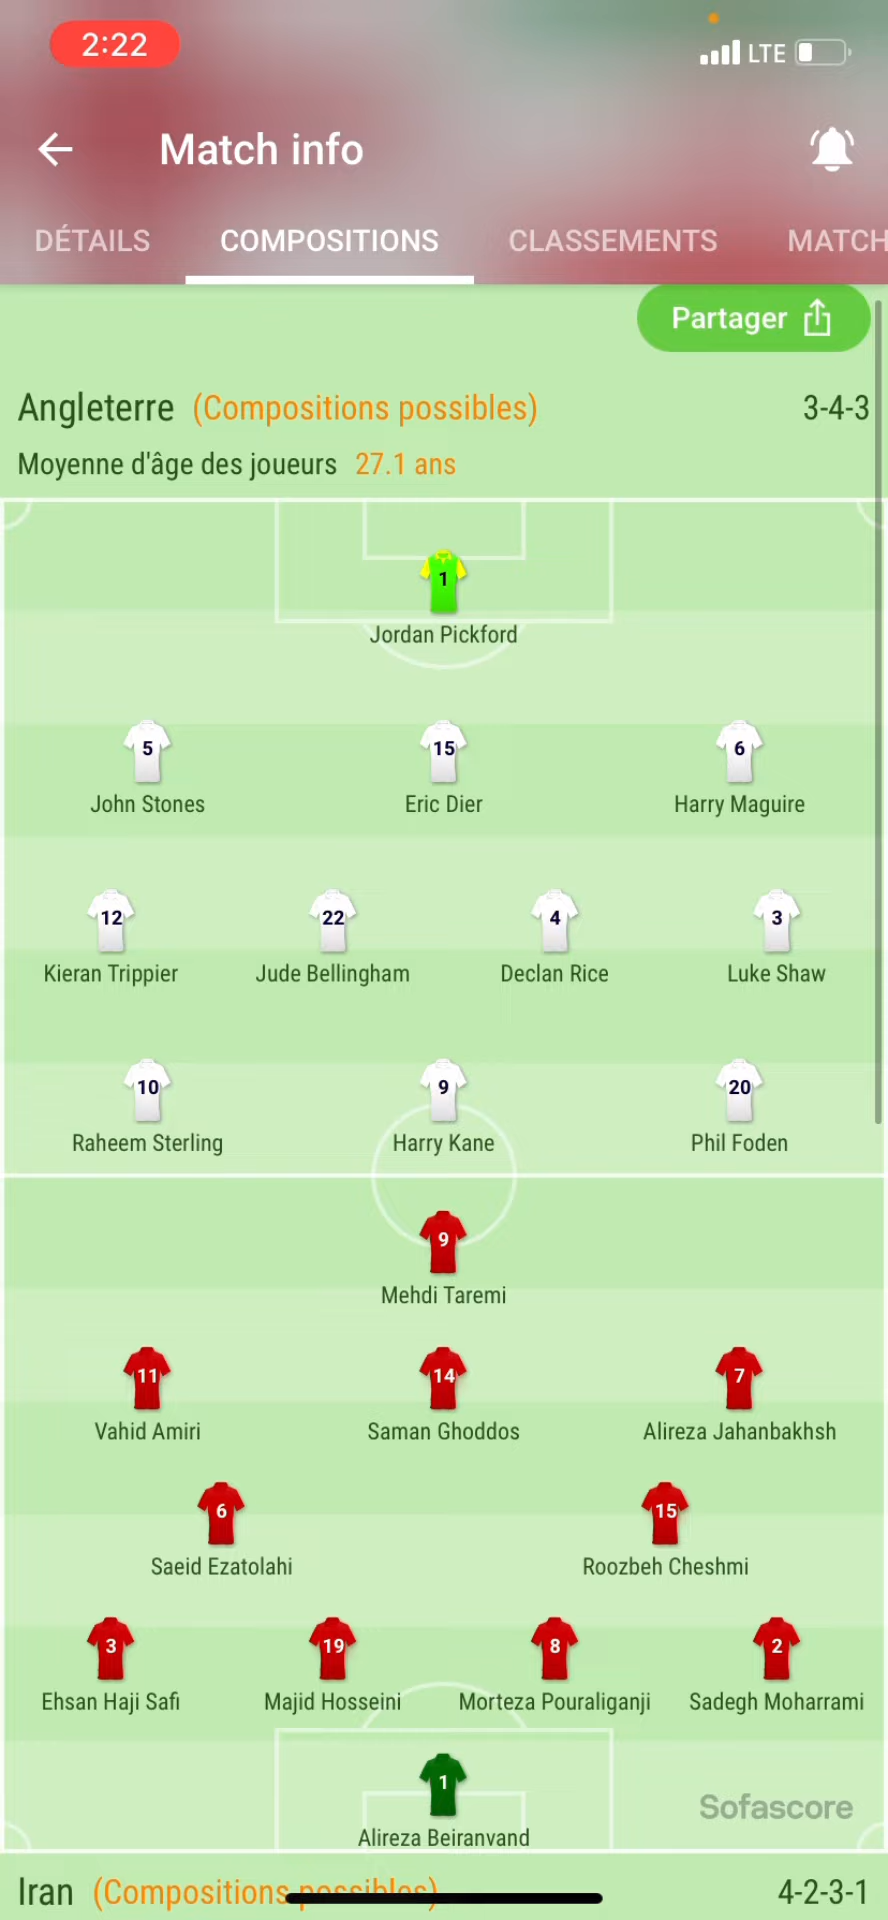 2:22
LTE
Match info
DÉTAILS COMPOSITIONS CLASSEMENTS MATCH
Partager
Angleterre (Compositions possibles) 3-4-3
Moyenne d'âge des joueurs 27.1 ans
1
Jordan Pickford
5 15 6
John Stones Eric Dier Harry Maguire
12 22 4 3
Kieran Trippier Jude Bellingham Declan Rice Luke Shaw
10 9 20
Raheem Sterling Harry Kane Phil Foden
9
Mehdi Taremi
11 14 7
Vahid Amiri Saman Ghoddos Alireza Jahanbakhsh
6 15
Saeid Ezatolahi Roozbeh Cheshmi
3 19 8 2
Ehsan Haji Safi Majid Hosseini Morteza Pouraliganji Sadegh Moharrami
1
Sofascore
Alireza Beiranvand
Iran (Compositions possibles) 4-2-3-1